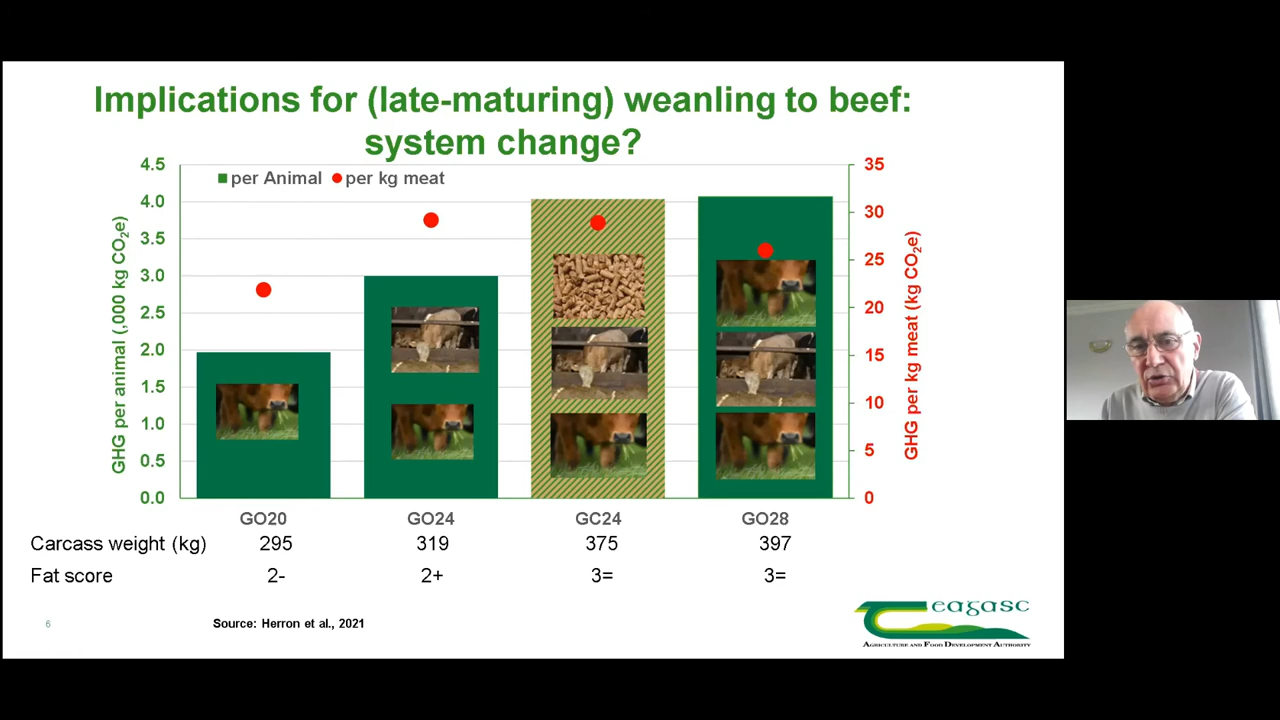 Implications for (late-maturing) weanling to beef:
system change?
per Animal per kg meat
4.5
4.0
3.5
3.0
2.5
2.0
1.5
1.0
0.5
0.0
GHG per animal (,000 kg CO2e)
35
30
25
20
15
10
5
0
GHG per kg meat (kg CO2e)
GO20 GO24 GC24 GO28
Carcass weight (kg) 295 319 375 397
Fat score 2- 2+ 3= 3=
6
Source: Herron et al., 2021
eagasc
Agriculture and Food Development Authority